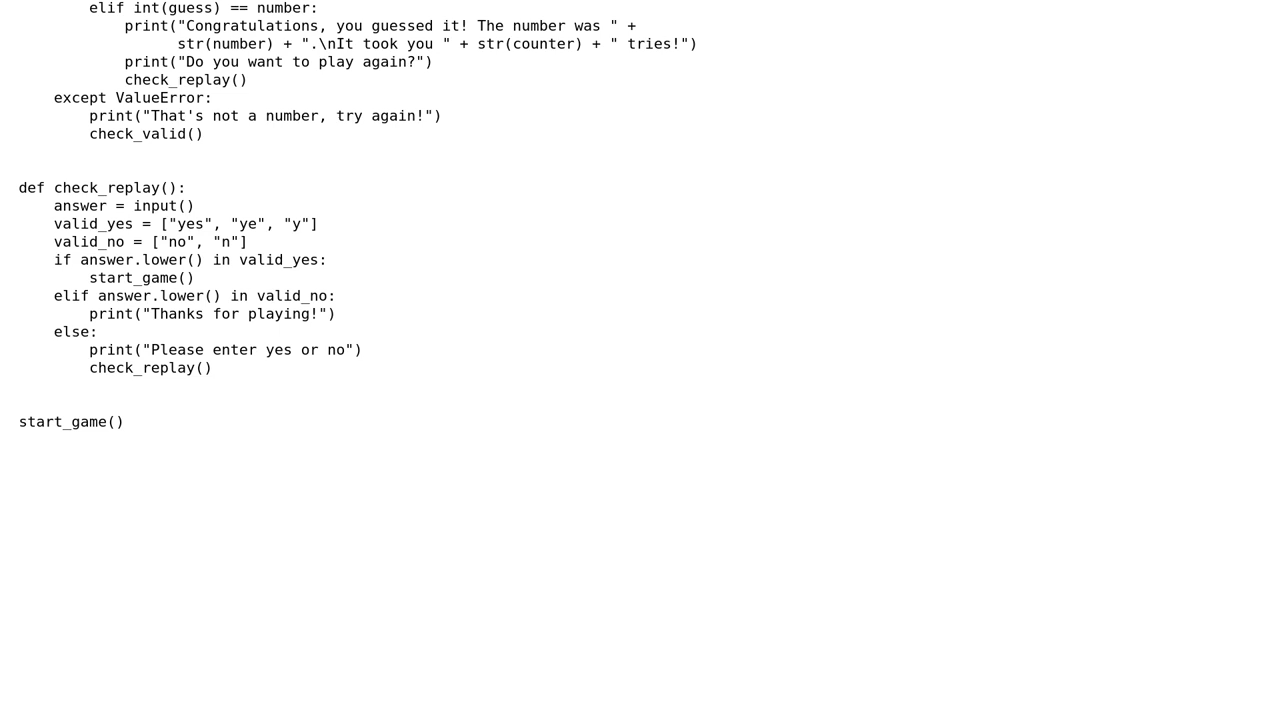 elif int(guess) == number:
            print("Congratulations, you guessed it! The number was " +
                  str(number) + ".\nIt took you " + str(counter) + " tries!")
            print("Do you want to play again?")
            check_replay()
    except ValueError:
        print("That's not a number, try again!")
        check_valid()


def check_replay():
    answer = input()
    valid_yes = ["yes", "ye", "y"]
    valid_no = ["no", "n"]
    if answer.lower() in valid_yes:
        start_game()
    elif answer.lower() in valid_no:
        print("Thanks for playing!")
    else:
        print("Please enter yes or no")
        check_replay()


start_game()